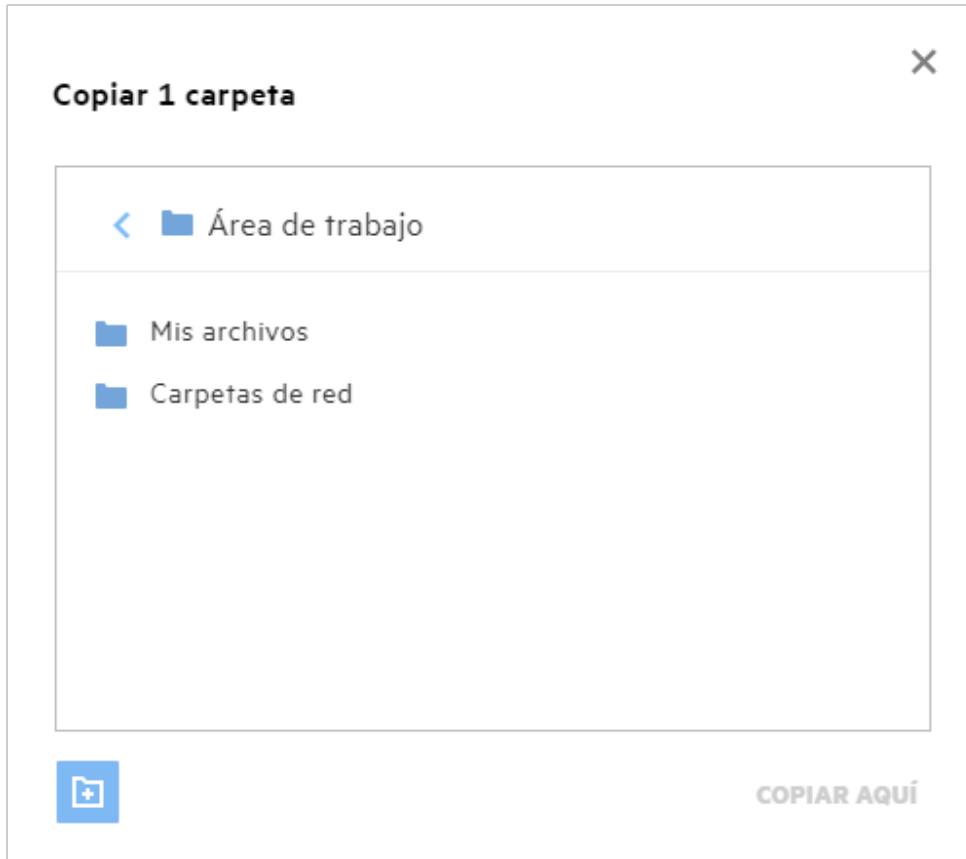 Copiar 1 carpeta
Área de trabajo
Mis archivos
Carpetas de red
COPIAR AQUÍ